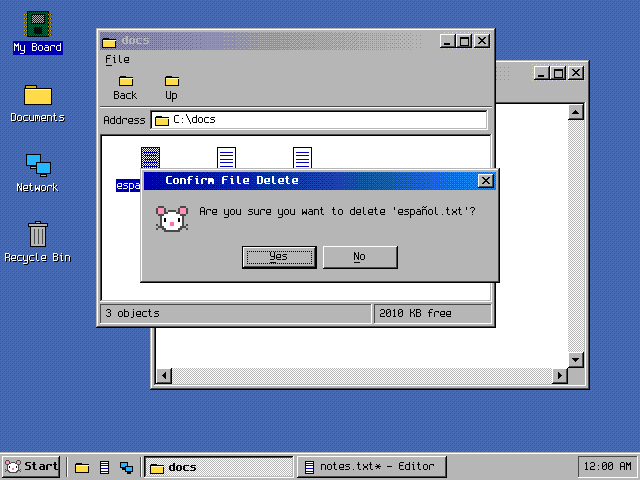 My Board
Documents
Network
Recycle Bin
docs
File
Back
Up
Address
C:\docs
Confirm File Delete
Are you sure you want to delete 'español.txt'?
Yes
No
3 objects
2010 KB free
Start
docs
notes.txt* - Editor
12:00 AM